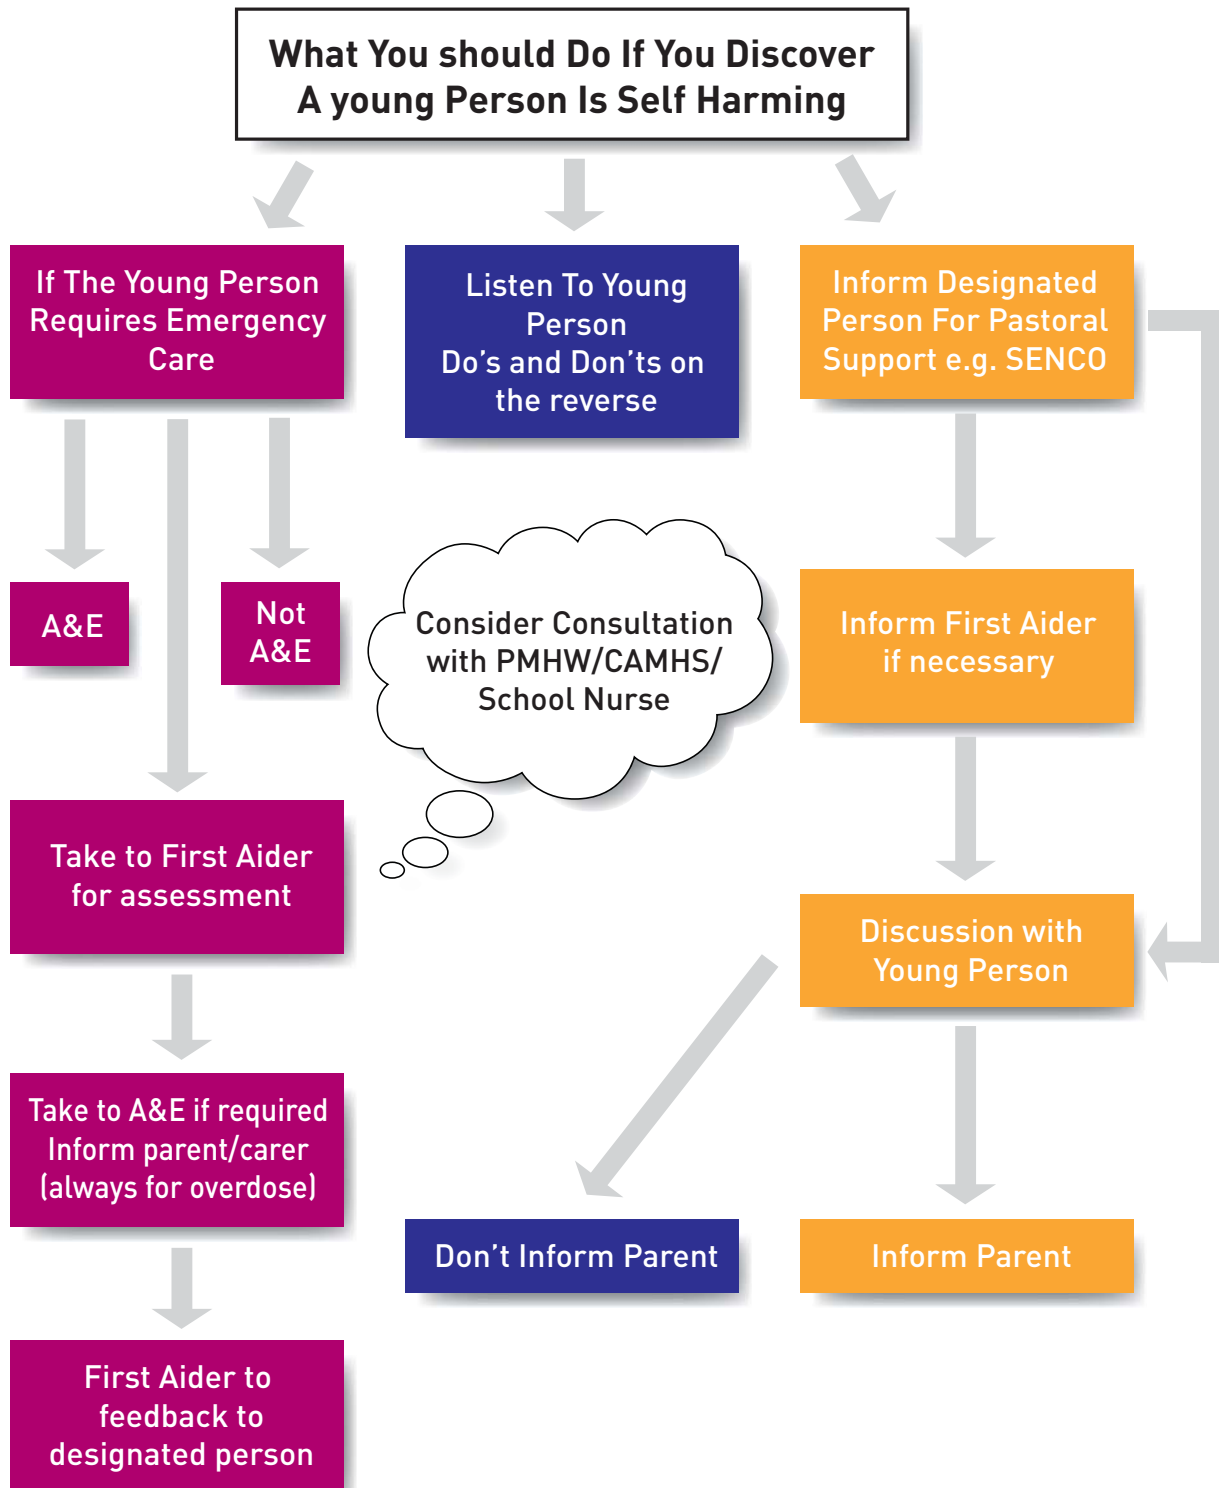 What You should Do If You Discover
A young Person Is Self Harming
If The Young Person
Requires Emergency
Care
Listen To Young
Person
Do's and Don'ts on
the reverse
Inform Designated
Person For Pastoral
Support e.g. SENCO
A&E
Not
A&E
Consider Consultation
with PMHW/CAMHS/
School Nurse
Inform First Aider
if necessary
Take to First Aider
for assessment
Discussion with
Young Person
Take to A&E if required
Inform parent/carer
(always for overdose)
Don't Inform Parent
Inform Parent
First Aider to
feedback to
designated person